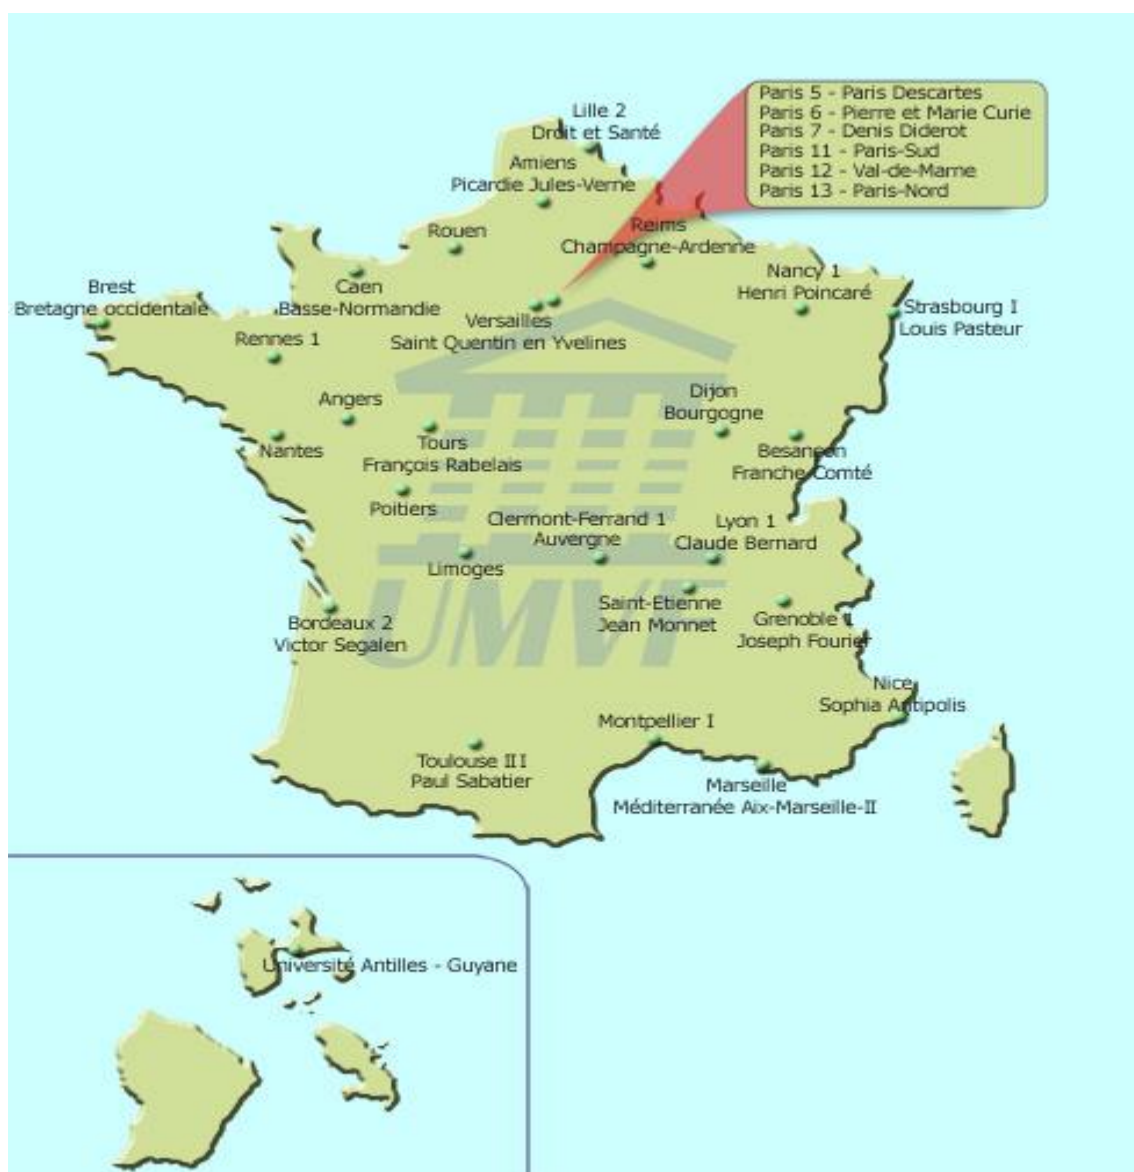 Paris 5 - Paris Descartes
Paris 6 - Pierre et Marie Curie
Paris 7 - Denis Diderot
Paris 11 - Paris-Sud
Paris 12 - Val-de-Marne
Paris 13 - Paris-Nord
Lille 2
Droit et Santé
Amiens
Picardie Jules-Verne
Rouen
Reims
Champagne-Ardenne
Caen
Basse-Normandie
Nancy 1
Henri Poincaré
Brest
Bretagne occidentale
Strasbourg I
Louis Pasteur
Versailles
Saint Quentin en Yvelines
Rennes 1
Angers
Dijon
Bourgogne
Nantes
Tours
François Rabelais
Besançon
Franche-Comté
Poitiers
Clermont-Ferrand 1
Auvergne
Lyon 1
Claude Bernard
Limoges
Saint-Etienne
Jean Monnet
Grenoble 1
Joseph Fourier
Bordeaux 2
Victor Segalen
UMVF
Nice
Sophia Antipolis
Montpellier I
Toulouse III
Paul Sabatier
Marseille
Méditerranée Aix-Marseille-II
Université Antilles - Guyane